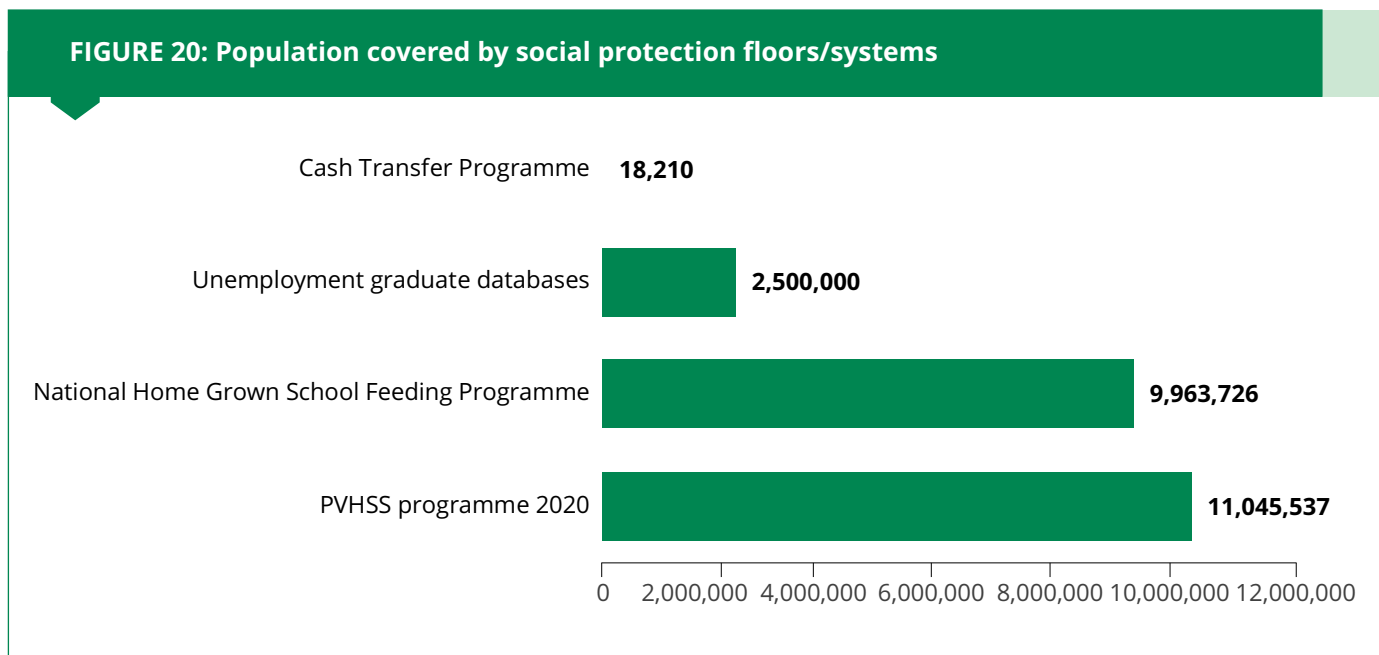 FIGURE 20: Population covered by social protection floors/systems
Cash Transfer Programme 18,210
Unemployment graduate databases 2,500,000
National Home Grown School Feeding Programme 9,963,726
PVHSS programme 2020 11,045,537
0 2,000,000 4,000,000 6,000,000 8,000,000 10,000,000 12,000,000